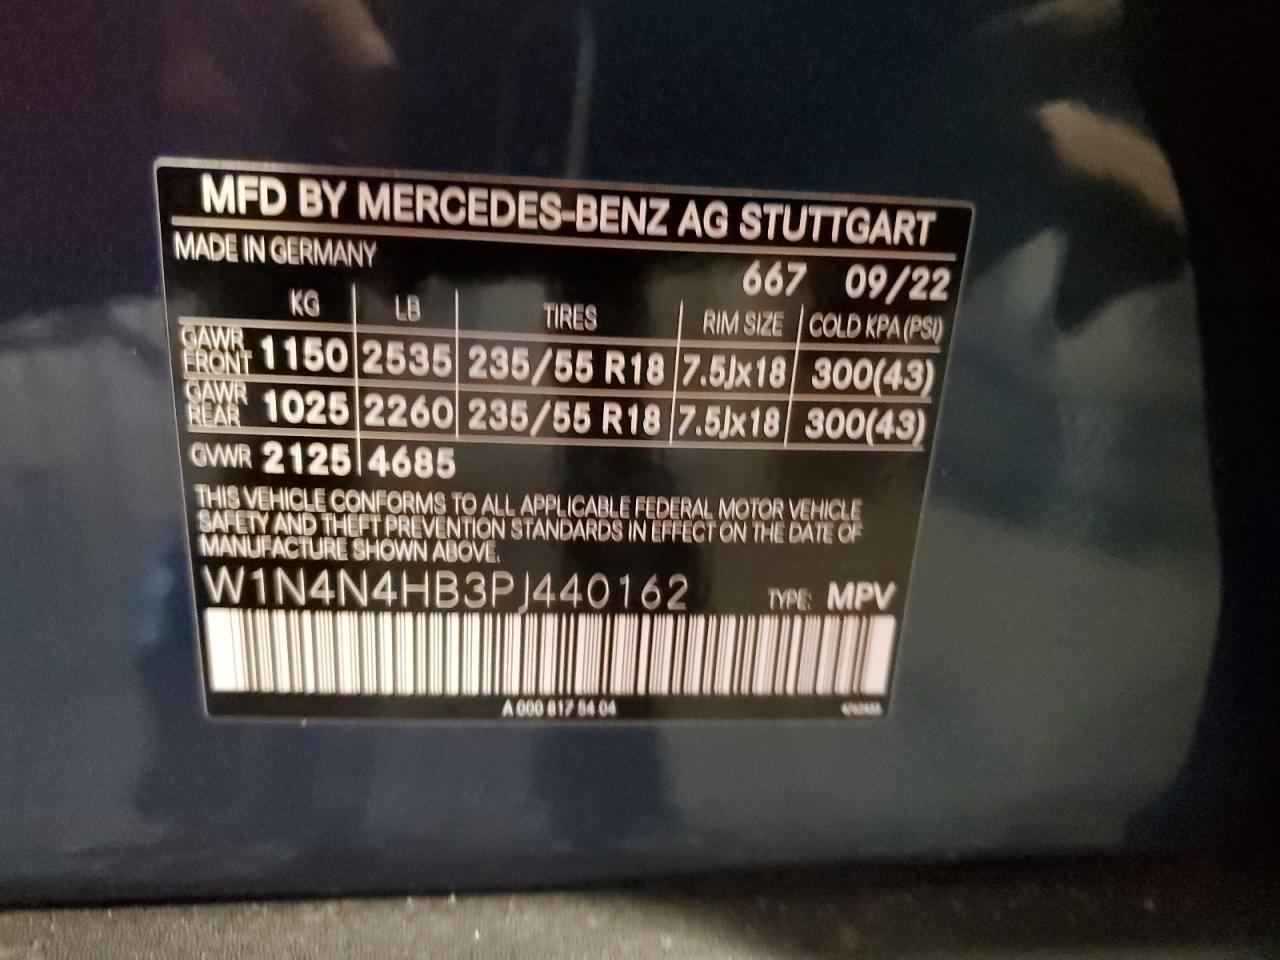 MFD BY MERCEDES-BENZ AG STUTTGART
MADE IN GERMANY
667 09/22
KG LB TIRES RIM SIZE COLD KPA (PSI)
GAWR FRONT 1150 2535 235/55 R18 7.5Jx18 300(43)
GAWR REAR 1025 2260 235/55 R18 7.5Jx18 300(43)
GVWR 2125 4685
THIS VEHICLE CONFORMS TO ALL APPLICABLE FEDERAL MOTOR VEHICLE
SAFETY AND THEFT PREVENTION STANDARDS IN EFFECT ON THE DATE OF
MANUFACTURE SHOWN ABOVE.
W1N4N4HB3PJ440162 TYPE: MPV
A 000 817 54 04